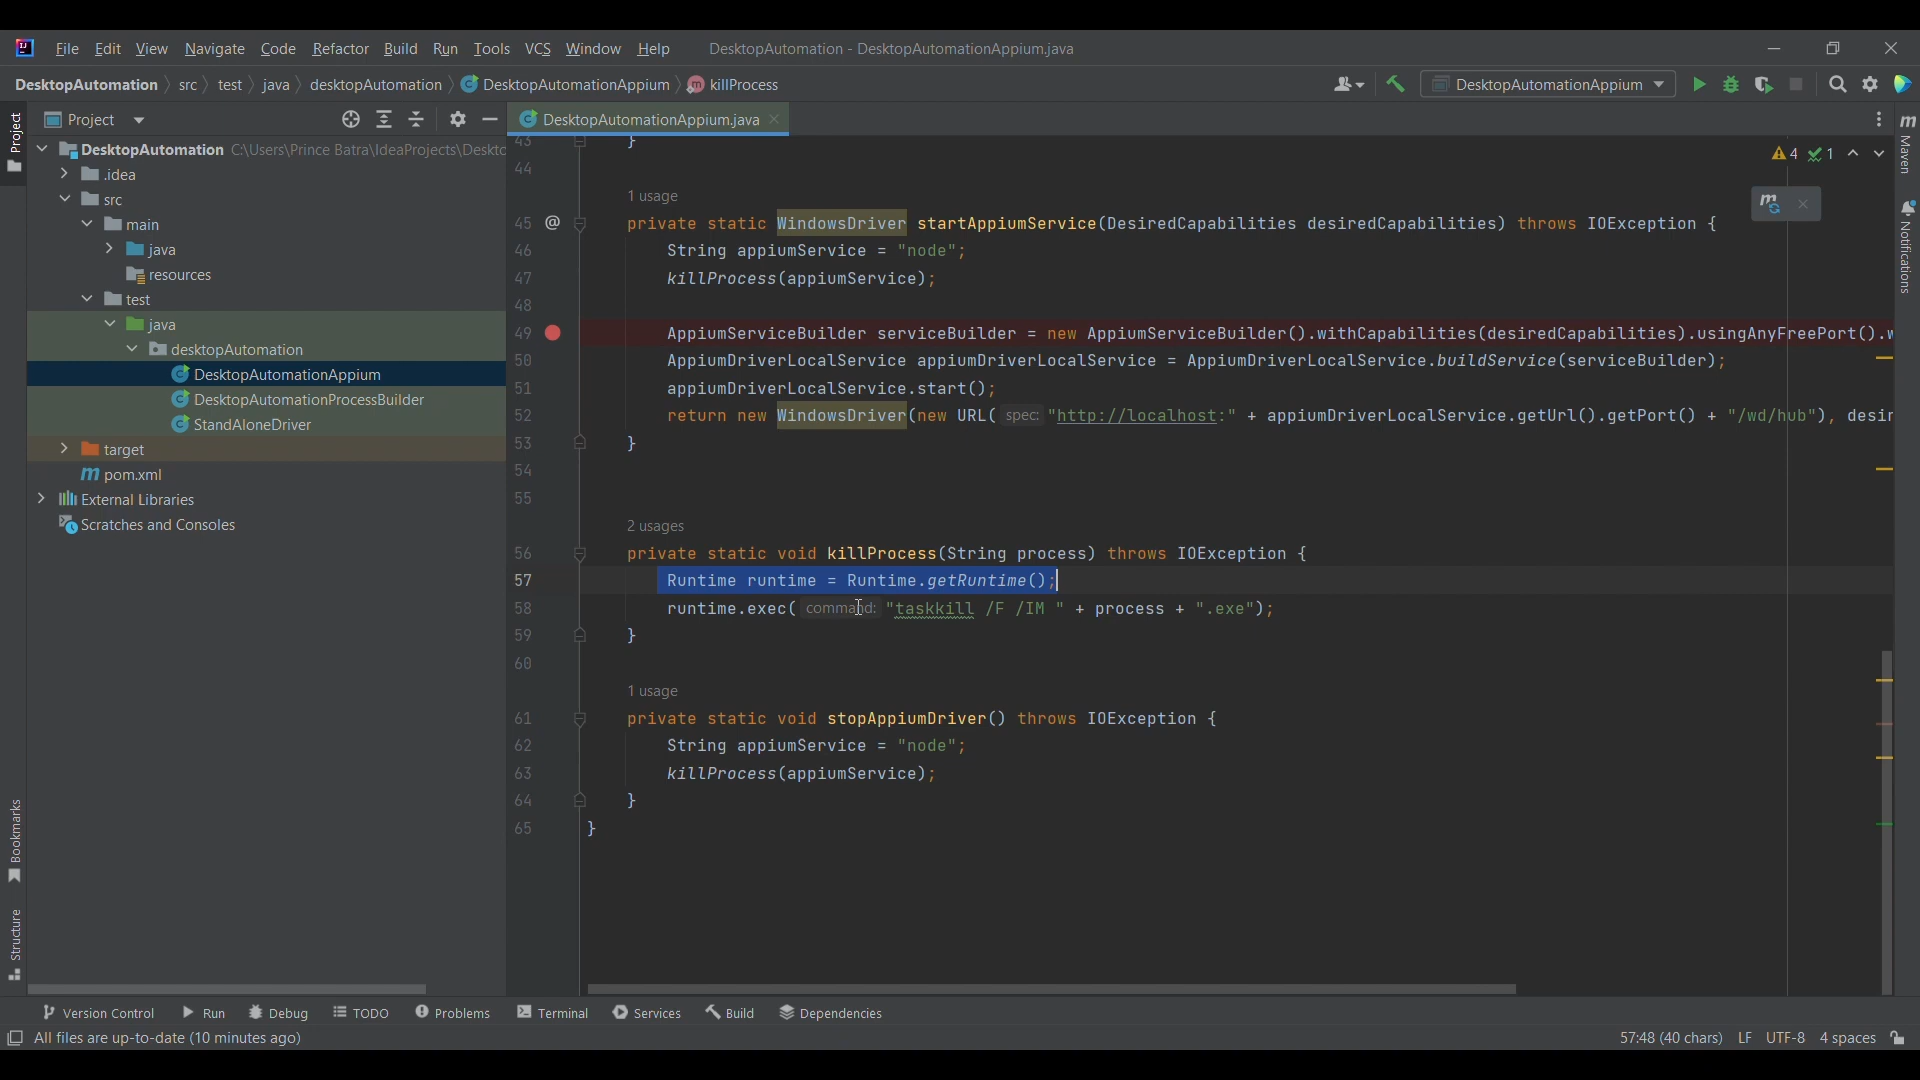 File Edit View Navigate Code Refactor Build Run Tools VCS Window Help DesktopAutomation - DesktopAutomationAppium.java
DesktopAutomation src test java desktopAutomation DesktopAutomationAppium killProcess DesktopAutomationAppium
Project
Project
DesktopAutomationAppium.java
DesktopAutomation C:\Users\Prince Batra\IdeaProjects\Deskto
.idea
src
main
java
resources
test
java
desktopAutomation
DesktopAutomationAppium
DesktopAutomationProcessBuilder
StandAloneDriver
target
pom.xml
External Libraries
Scratches and Consoles
Bookmarks
Structure
4 1
43 }
44
1 usage
45 @ private static WindowsDriver startAppiumService(DesiredCapabilities desiredCapabilities) throws IOException {
46 String appiumService = "node";
47 killProcess(appiumService);
48
49 AppiumServiceBuilder serviceBuilder = new AppiumServiceBuilder().withCapabilities(desiredCapabilities).usingAnyFreePort().w
50 AppiumDriverLocalService appiumDriverLocalService = AppiumDriverLocalService.buildService(serviceBuilder);
51 appiumDriverLocalService.start();
52 return new WindowsDriver(new URL( spec: "http://localhost:" + appiumDriverLocalService.getUrl().getPort() + "/wd/hub"), desir
53 }
54
55
2 usages
56 private static void killProcess(String process) throws IOException {
57 Runtime runtime = Runtime.getRuntime();
58 runtime.exec( command: "taskkill /F /IM " + process + ".exe");
59 }
60
1 usage
61 private static void stopAppiumDriver() throws IOException {
62 String appiumService = "node";
63 killProcess(appiumService);
64 }
65 }
Maven
Notifications
Version Control Run Debug TODO Problems Terminal Services Build Dependencies
All files are up-to-date (10 minutes ago) 57:48 (40 chars) LF UTF-8 4 spaces